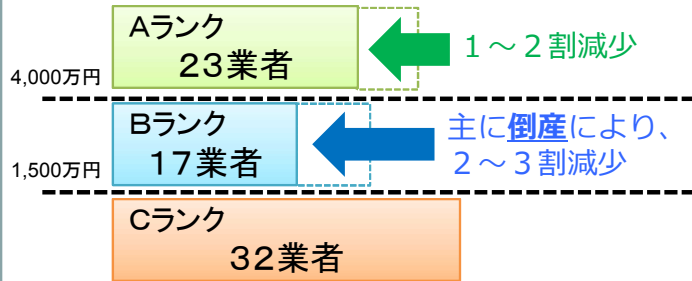 Aランク
23業者
1～2割減少
4,000万円
Bランク
17業者
主に倒産により、
2～3割減少
1,500万円
Cランク
32業者